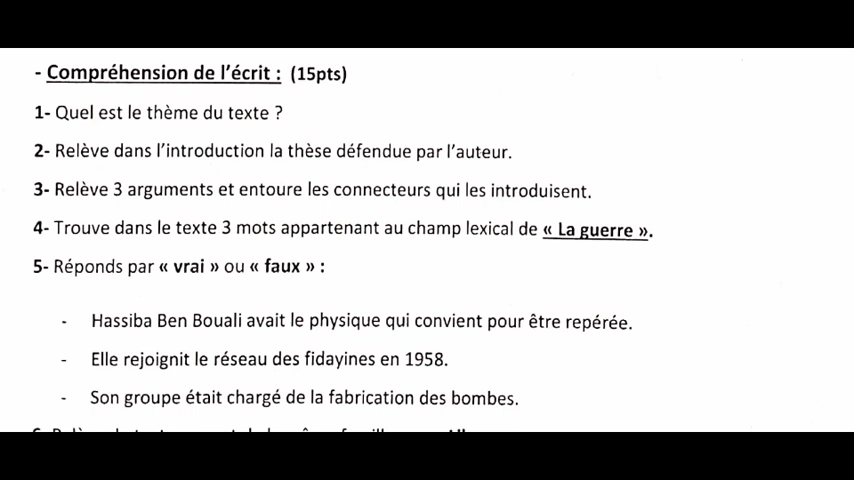 - Compréhension de l'écrit : (15pts)
1- Quel est le thème du texte ?
2- Relève dans l'introduction la thèse défendue par l'auteur.
3- Relève 3 arguments et entoure les connecteurs qui les introduisent.
4- Trouve dans le texte 3 mots appartenant au champ lexical de « La guerre ».
5- Réponds par « vrai » ou « faux » :
- Hassiba Ben Bouali avait le physique qui convient pour être repérée.
- Elle rejoignit le réseau des fidayines en 1958.
- Son groupe était chargé de la fabrication des bombes.